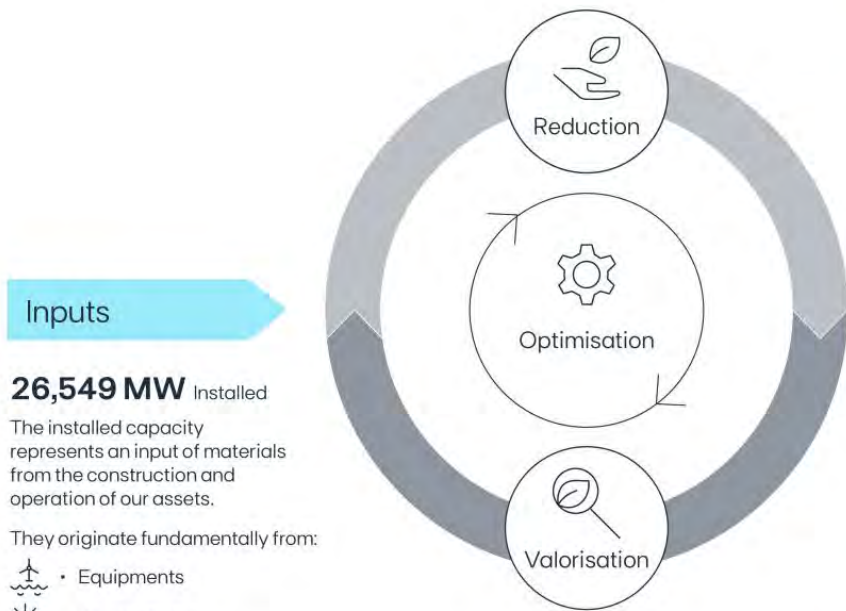 Reduction
Optimisation
Valorisation
Inputs
26,549 MW Installed
The installed capacity
represents an input of materials
from the construction and
operation of our assets.
They originate fundamentally from:
• Equipments